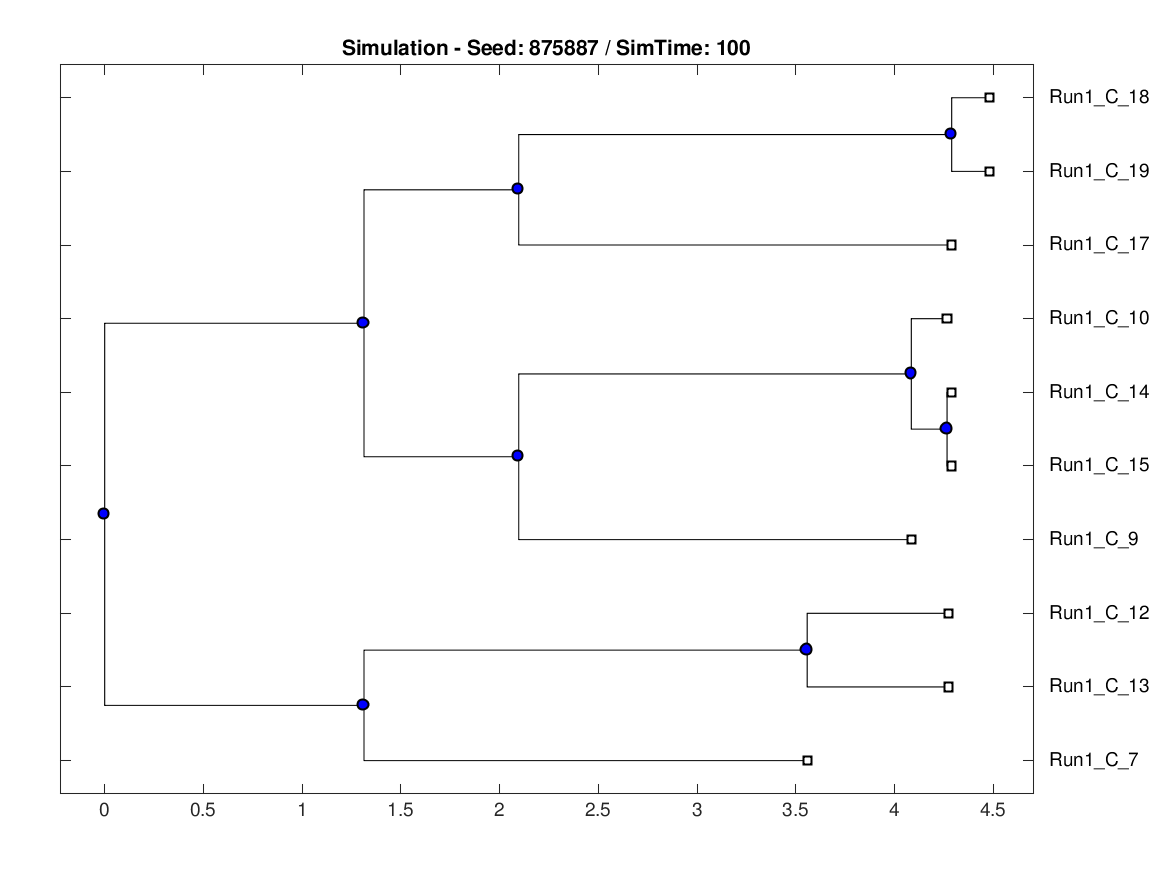 Simulation - Seed: 875887 / SimTime: 100
Run1_C_18
Run1_C_19
Run1_C_17
Run1_C_10
Run1_C_14
Run1_C_15
Run1_C_9
Run1_C_12
Run1_C_13
Run1_C_7
0 0.5 1 1.5 2 2.5 3 3.5 4 4.5